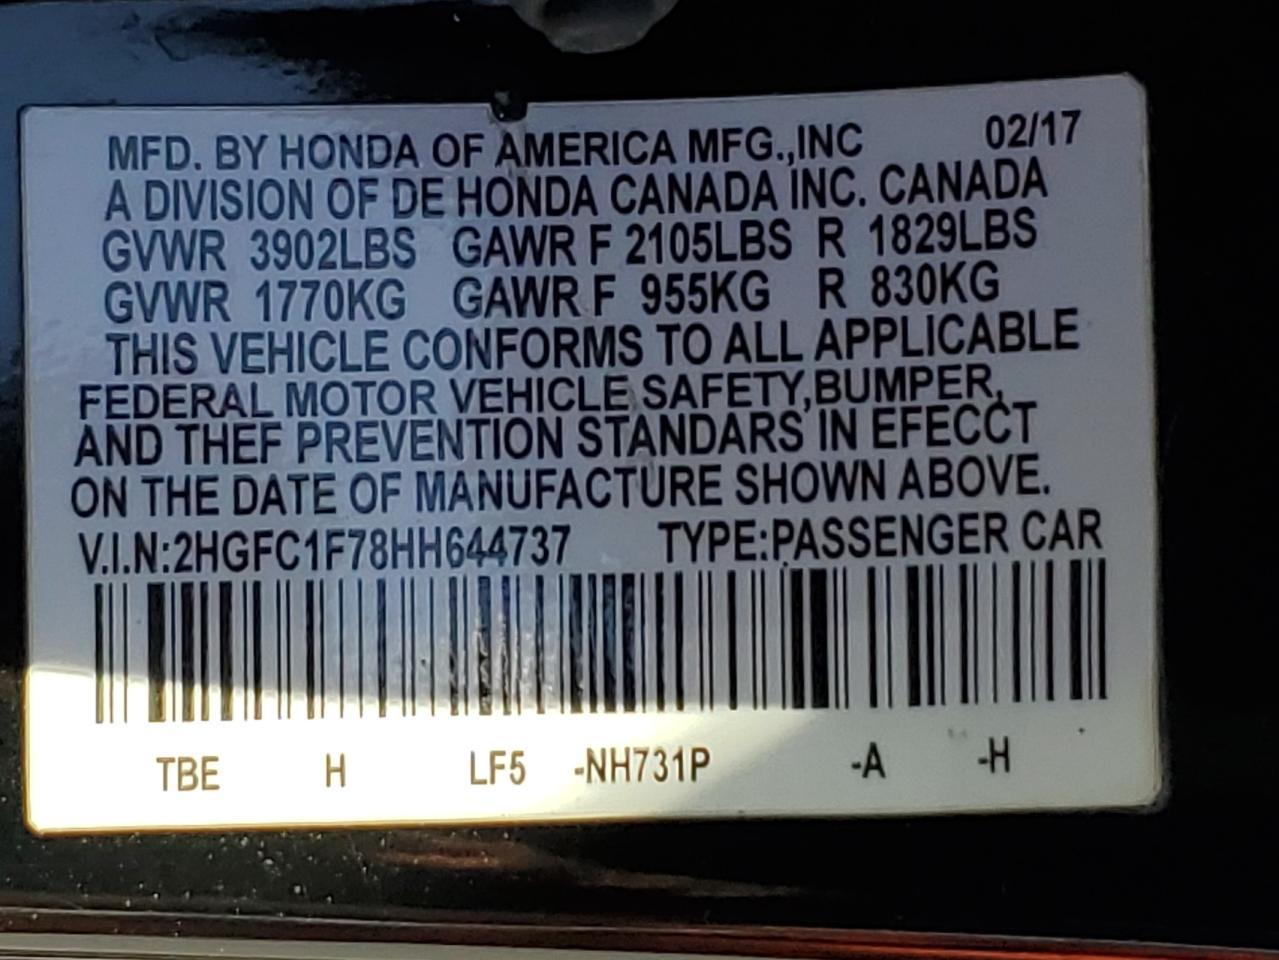 MFD. BY HONDA OF AMERICA MFG.,INC 02/17
A DIVISION OF DE HONDA CANADA INC. CANADA
GVWR 3902LBS GAWR F 2105LBS R 1829LBS
GVWR 1770KG GAWR F 955KG R 830KG
THIS VEHICLE CONFORMS TO ALL APPLICABLE
FEDERAL MOTOR VEHICLE SAFETY,BUMPER,
AND THEF PREVENTION STANDARS IN EFECCT
ON THE DATE OF MANUFACTURE SHOWN ABOVE.
V.I.N:2HGFC1F78HH644737 TYPE:PASSENGER CAR
TBE H LF5 -NH731P -A -H